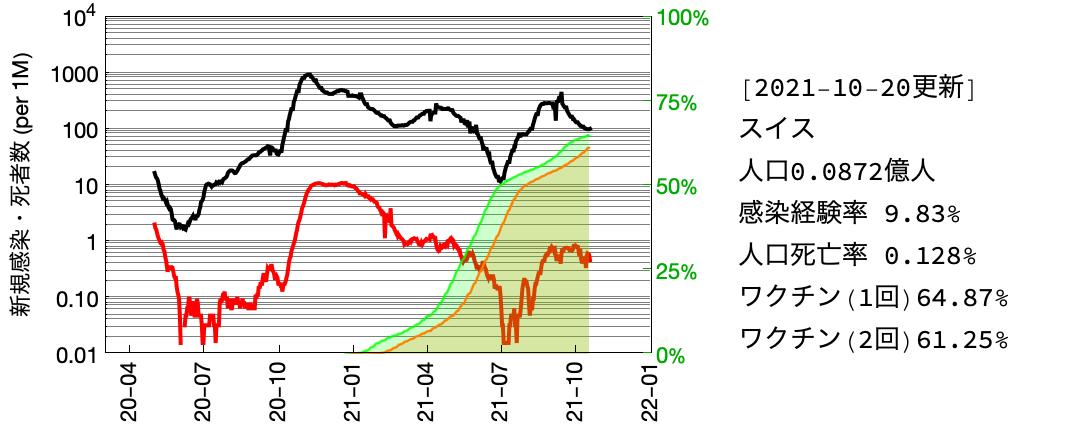 新規感染・死者数 (per 1M)
10^4
1000
100
10
1
0.10
0.01
100%
75%
50%
25%
0%
20-04
20-07
20-10
21-01
21-04
21-07
21-10
22-01
[2021-10-20更新]
スイス
人口0.0872億人
感染経験率 9.83%
人口死亡率 0.128%
ワクチン(1回)64.87%
ワクチン(2回)61.25%